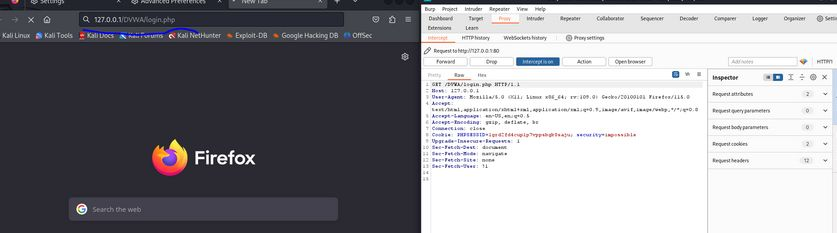 Settings
Advanced Preferences
New Tab
127.0.0.1/DVWA/login.php
Kali Linux Kali Tools Kali Docs Kali Forums Kali NetHunter Exploit-DB Google Hacking DB OffSec
Firefox
Search the web
Burp Project Intruder Repeater View Help
Dashboard Target Proxy Intruder Repeater Collaborator Sequencer Decoder Comparer Logger Organizer
Extensions Learn
Intercept HTTP history WebSockets history Proxy settings
Request to http://127.0.0.1:80
Forward Drop Intercept is on Action Open browser Add notes HTTP/1
Pretty Raw Hex
Inspector
1 GET /DVWA/login.php HTTP/1.1
2 Host: 127.0.0.1
3 User-Agent: Mozilla/5.0 (X11; Linux x86_64; rv:109.0) Gecko/20100101 Firefox/115.0
4 Accept:
text/html,application/xhtml+xml,application/xml;q=0.9,image/avif,image/webp,*/*;q=0.8
5 Accept-Language: en-US,en;q=0.5
6 Accept-Encoding: gzip, deflate, br
7 Connection: close
8 Cookie: security=impossible
9 Upgrade-Insecure-Requests: 1
10 Sec-Fetch-Dest: document
11 Sec-Fetch-Mode: navigate
12 Sec-Fetch-Site: none
13 Sec-Fetch-User: ?1
14
15
Request attributes 2
Request query parameters 0
Request body parameters 0
Request cookies 2
Request headers 12